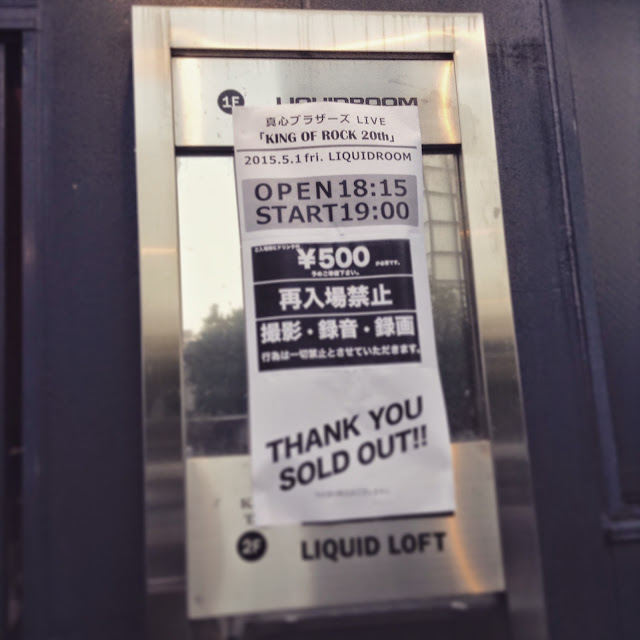 1F LIQUIDROOM
真心ブラザーズ LIVE
「KING OF ROCK 20th」
2015.5.1 fri. LIQUIDROOM
OPEN 18:15
START 19:00
¥500
再入場禁止
撮影・録音・録画
行為は一切禁止とさせていただきます。
THANK YOU
SOLD OUT!!
2F LIQUID LOFT